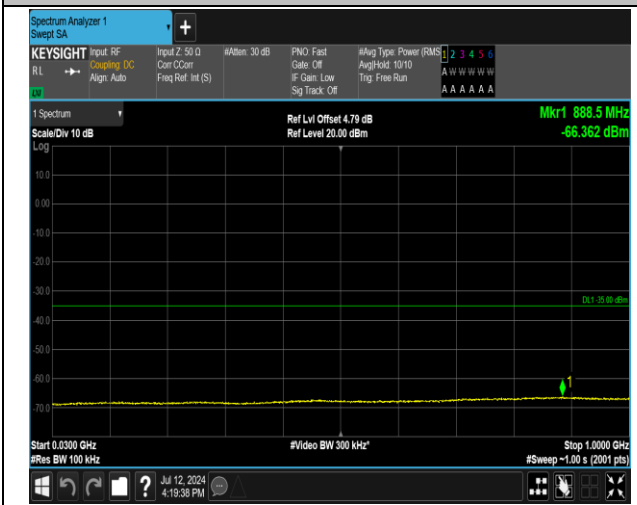 Spectrum Analyzer 1
Swept SA
+
KEYSIGHT Input: RF Input Z: 50 Ω #Atten: 30 dB PNO: Fast #Avg Type: Power (RMS 1 2 3 4 5 6
RL Coupling: DC Corr CCorr Gate: Off Avg|Hold: 10/10 A W W W W W
Align: Auto Freq Ref: Int (S) IF Gain: Low Trig: Free Run
Sig Track: Off A A A A A A
1 Spectrum Ref Lvl Offset 4.79 dB Mkr1 888.5 MHz
Scale/Div 10 dB Ref Level 20.00 dBm -66.362 dBm
Log
10.0
0.00
-10.0
-20.0
-30.0
DL1 -35.00 dBm
-40.0
-50.0
-60.0
1
-70.0
Start 0.0300 GHz #Video BW 300 kHz* Stop 1.0000 GHz
#Res BW 100 kHz #Sweep ~1.00 s (2001 pts)
? Jul 12, 2024
4:19:38 PM